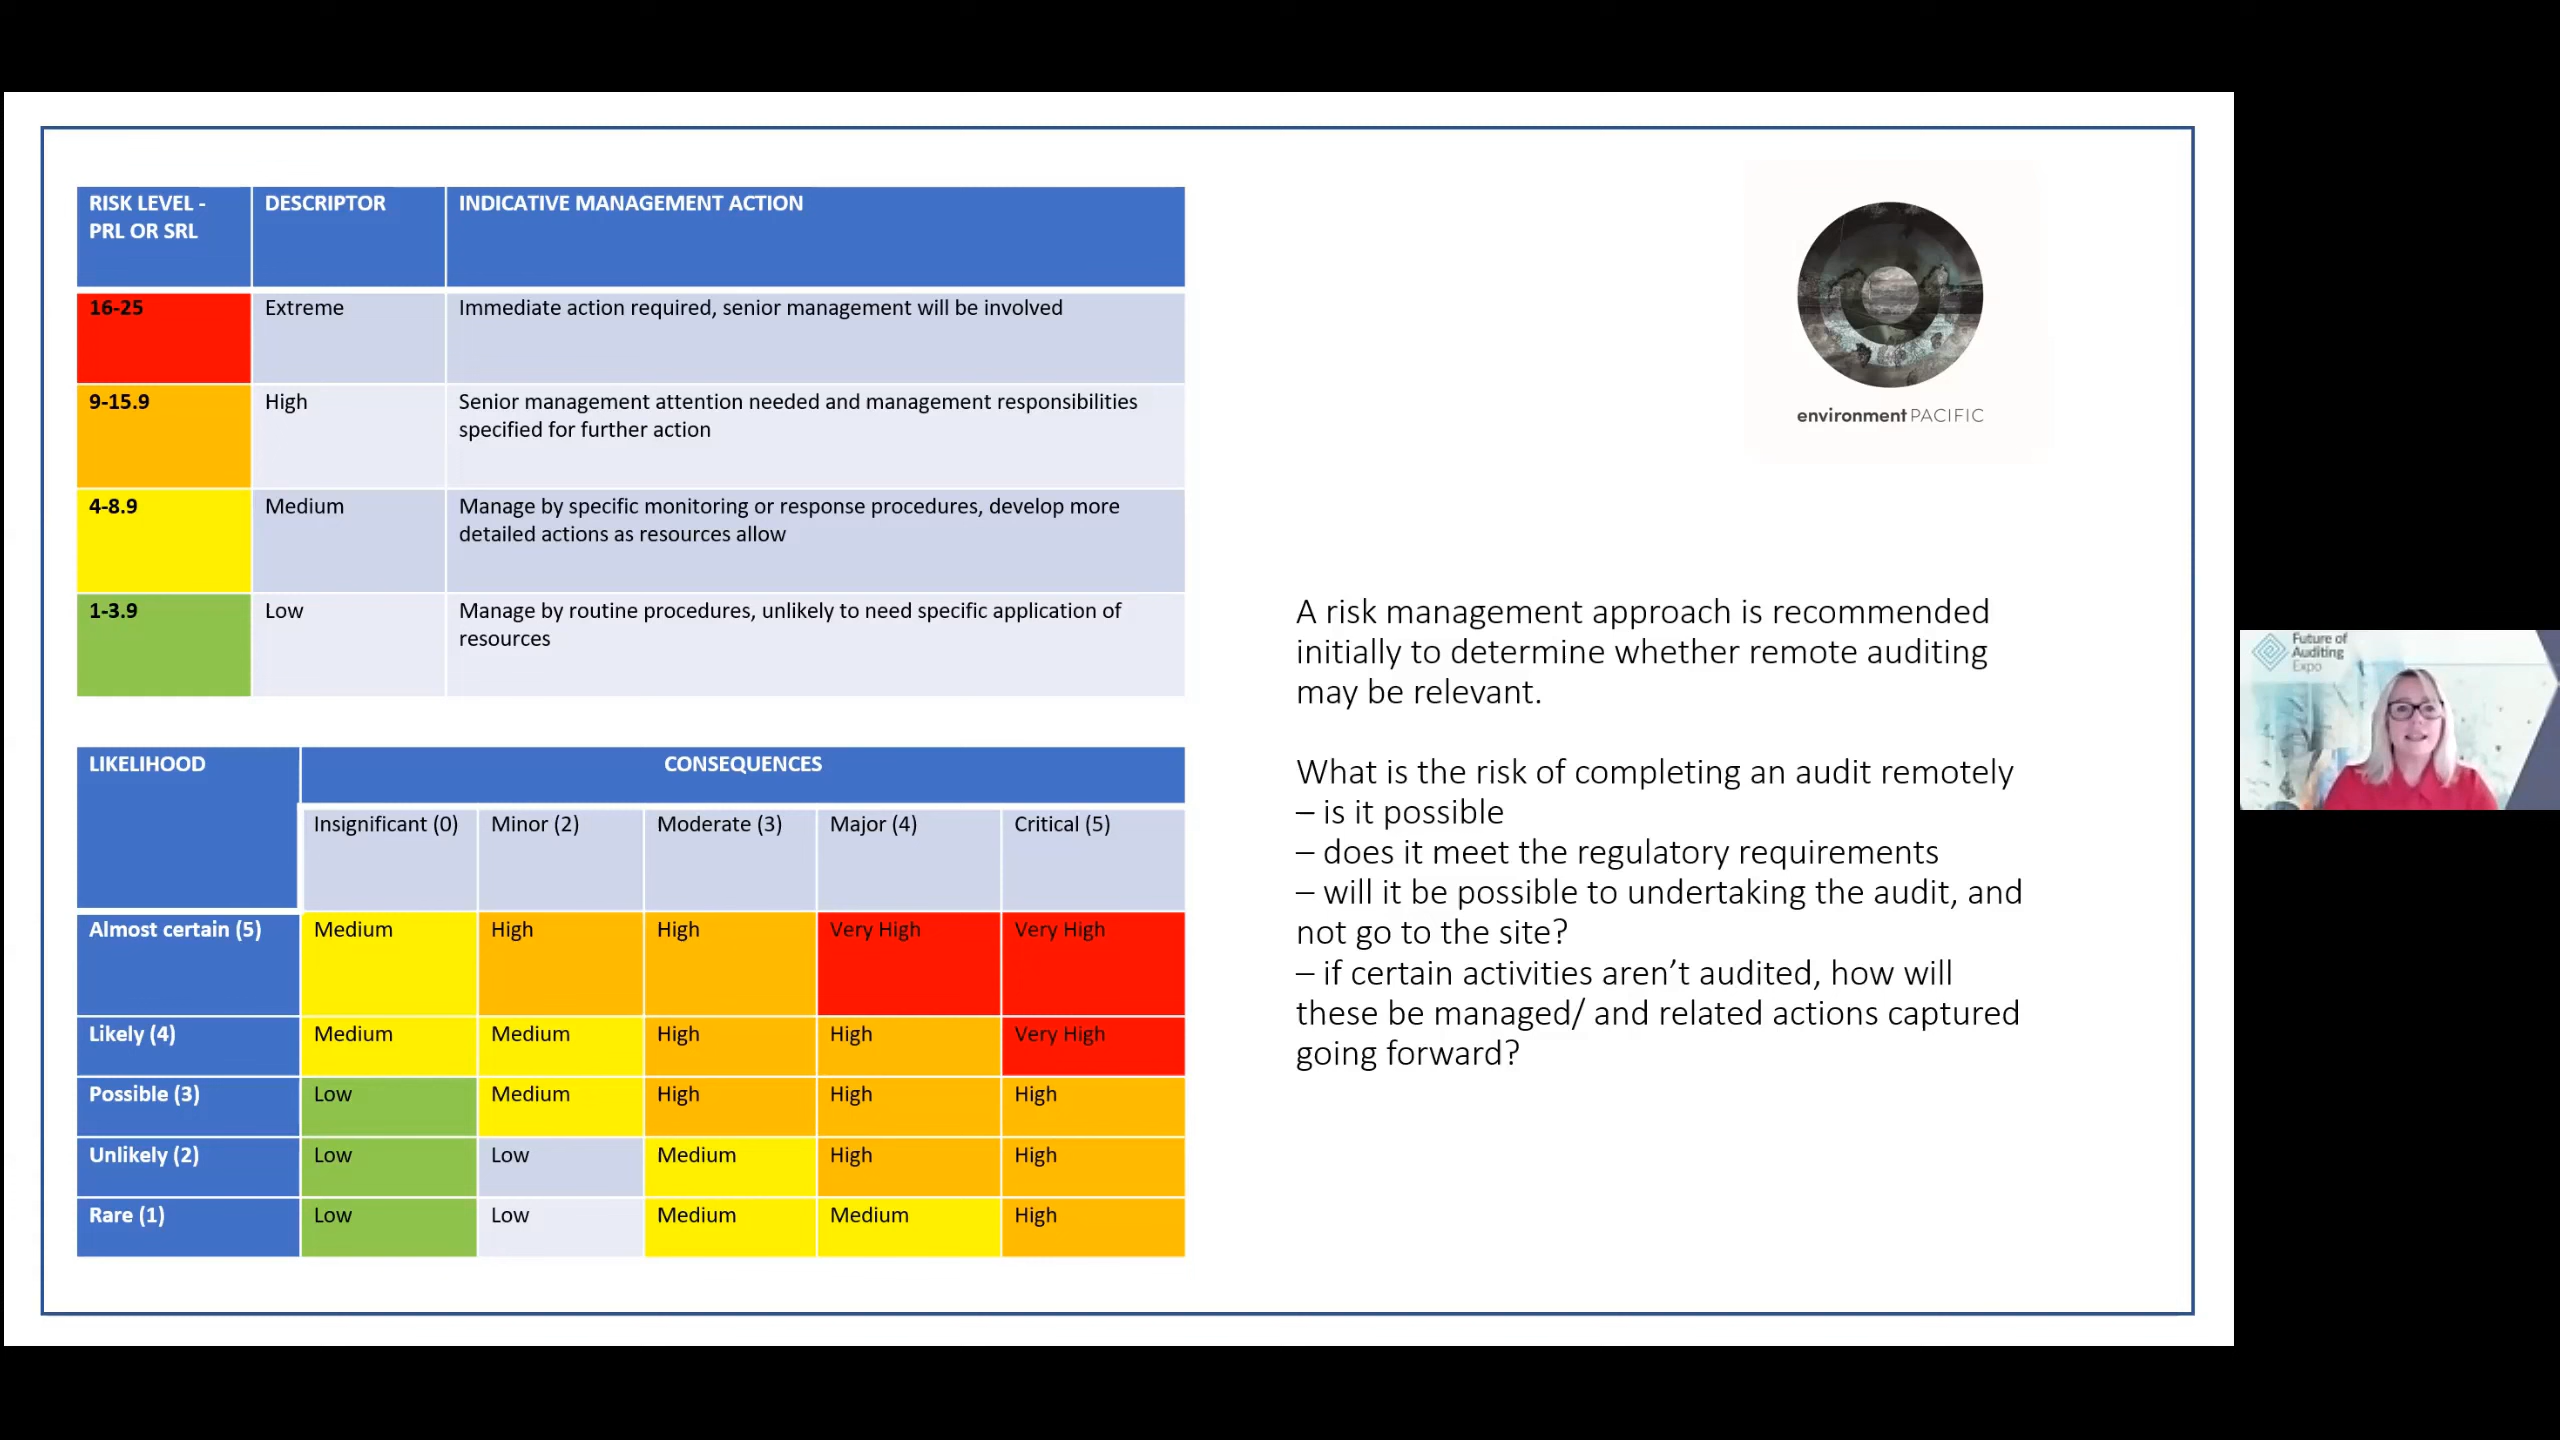 RISK LEVEL -
PRL OR SRL
DESCRIPTOR
INDICATIVE MANAGEMENT ACTION
16-25
Extreme
Immediate action required, senior management will be involved
9-15.9
High
Senior management attention needed and management responsibilities
specified for further action
4-8.9
Medium
Manage by specific monitoring or response procedures, develop more
detailed actions as resources allow
1-3.9
Low
Manage by routine procedures, unlikely to need specific application of
resources
LIKELIHOOD
CONSEQUENCES
Insignificant (0)
Minor (2)
Moderate (3)
Major (4)
Critical (5)
Almost certain (5)
Medium
High
High
Very High
Very High
Likely (4)
Medium
Medium
High
High
Very High
Possible (3)
Low
Medium
High
High
High
Unlikely (2)
Low
Low
Medium
High
High
Rare (1)
Low
Low
Medium
Medium
High
environmentPACIFIC
A risk management approach is recommended
initially to determine whether remote auditing
may be relevant.
What is the risk of completing an audit remotely
– is it possible
– does it meet the regulatory requirements
– will it be possible to undertaking the audit, and
not go to the site?
– if certain activities aren’t audited, how will
these be managed/ and related actions captured
going forward?
Future of
Auditing
Expo